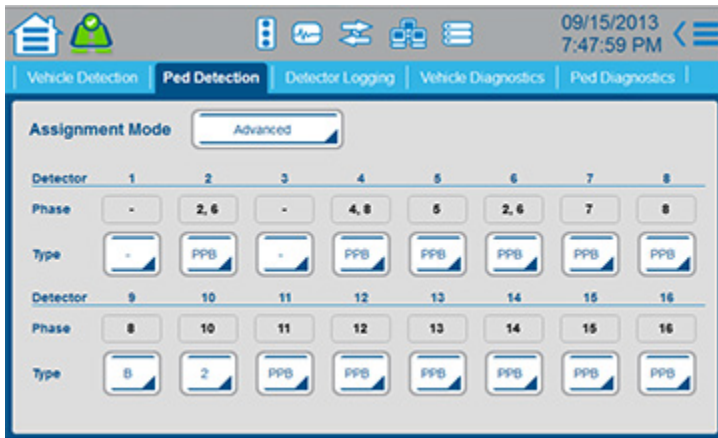 09/15/2013
7:47:59 PM
Vehicle Detection Ped Detection Detector Logging Vehicle Diagnostics Ped Diagnostics
Assignment Mode Advanced
Detector 1 2 3 4 5 6 7 8
Phase - 2, 6 - 4, 8 5 2, 6 7 8
Type - PPB - PPB PPB PPB PPB PPB
Detector 9 10 11 12 13 14 15 16
Phase 8 10 11 12 13 14 15 16
Type B 2 PPB PPB PPB PPB PPB PPB